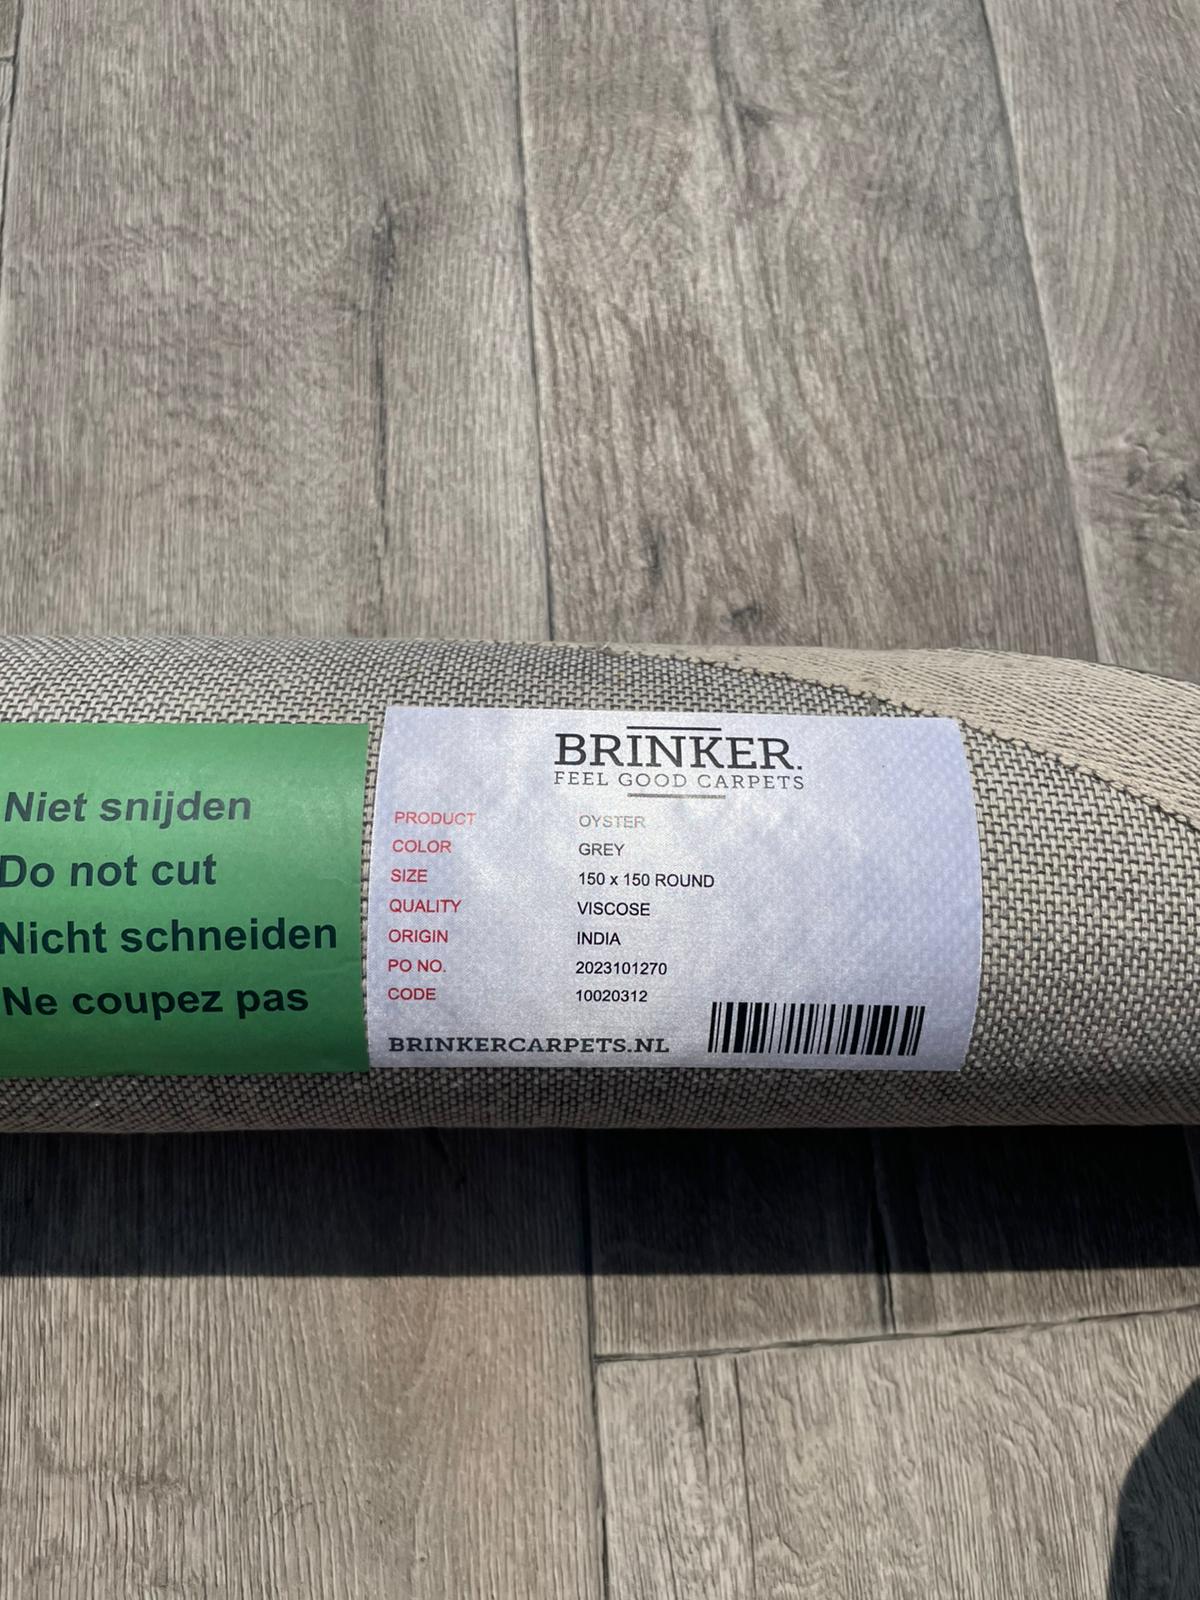 Niet snijden
Do not cut
Nicht schneiden
Ne coupez pas
BRINKER.
FEEL GOOD CARPETS
PRODUCT OYSTER
COLOR GREY
SIZE 150 x 150 ROUND
QUALITY VISCOSE
ORIGIN INDIA
PO NO. 2023101270
CODE 10020312
BRINKERCARPETS.NL